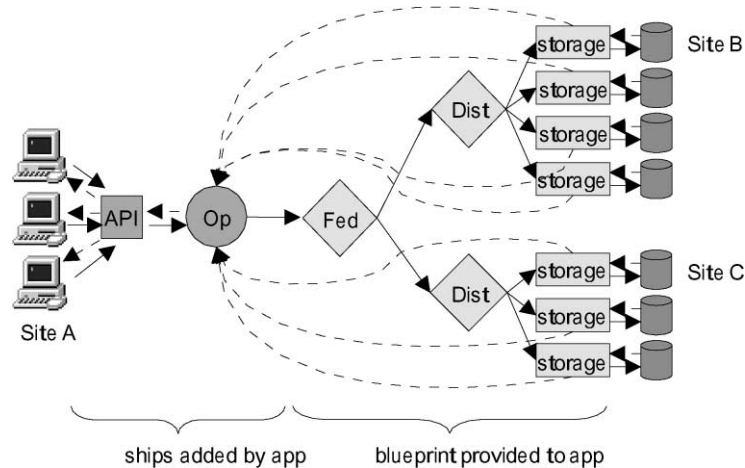 storage
Site B
storage
Dist
storage
storage
API
Op
Fed
storage
Site C
Dist
storage
storage
Site A
ships added by app
blueprint provided to app